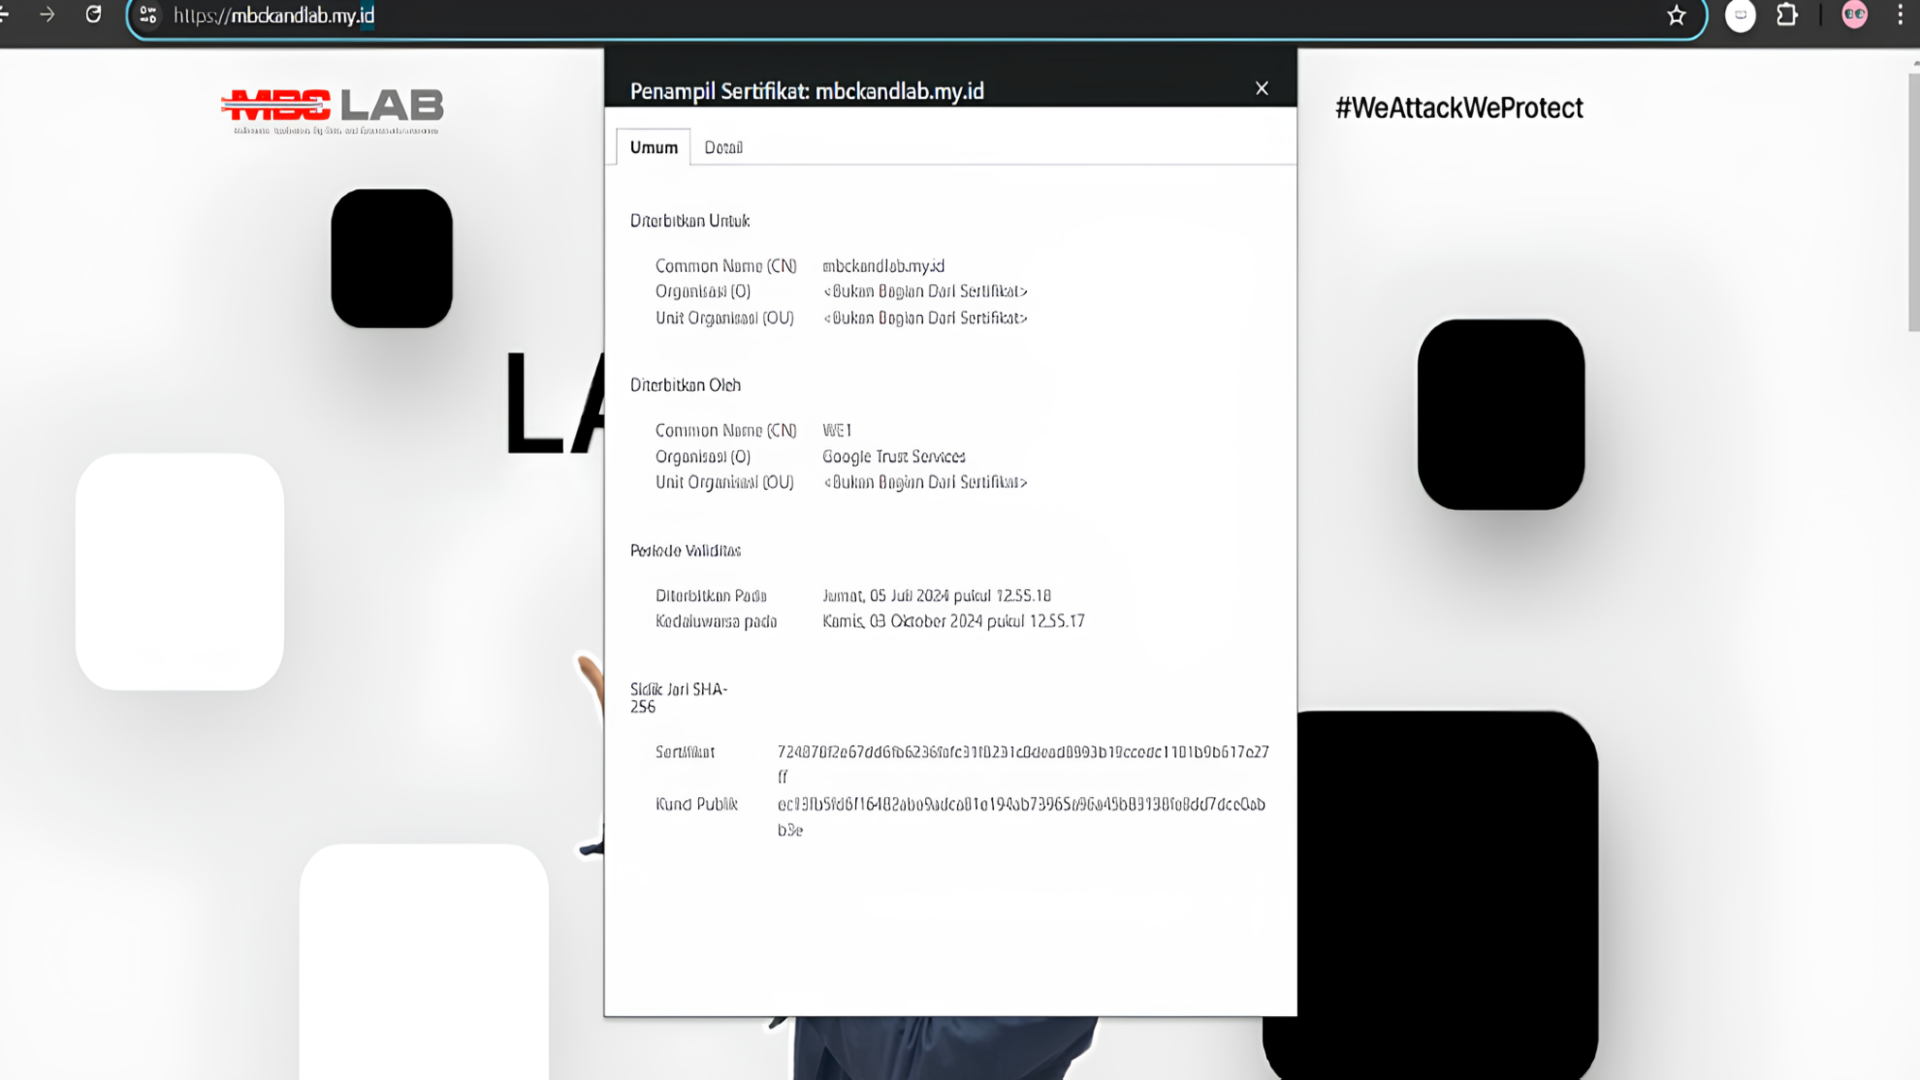 https://mbckandlab.my.id
MBC LAB
Penampil Sertifikat: mbckandlab.my.id
#WeAttackWeProtect
Umum Detail
LA
Diterbitkan Untuk
Common Name (CN) mbckandlab.my.id
Organisasi (O) <Bukan Bagian Dari Sertifikat>
Unit Organisasi (OU) <Bukan Bagian Dari Sertifikat>
Diterbitkan Oleh
Common Name (CN) WE1
Organisasi (O) Google Trust Services
Unit Organisasi (OU) <Bukan Bagian Dari Sertifikat>
Periode Validitas
Diterbitkan Pada Jumat, 05 Juli 2024 pukul 12.55.18
Kedaluwarsa pada Kamis, 03 Oktober 2024 pukul 12.55.17
Sidik Jari SHA-
256
Sertifikat
ff
Kunci Publik